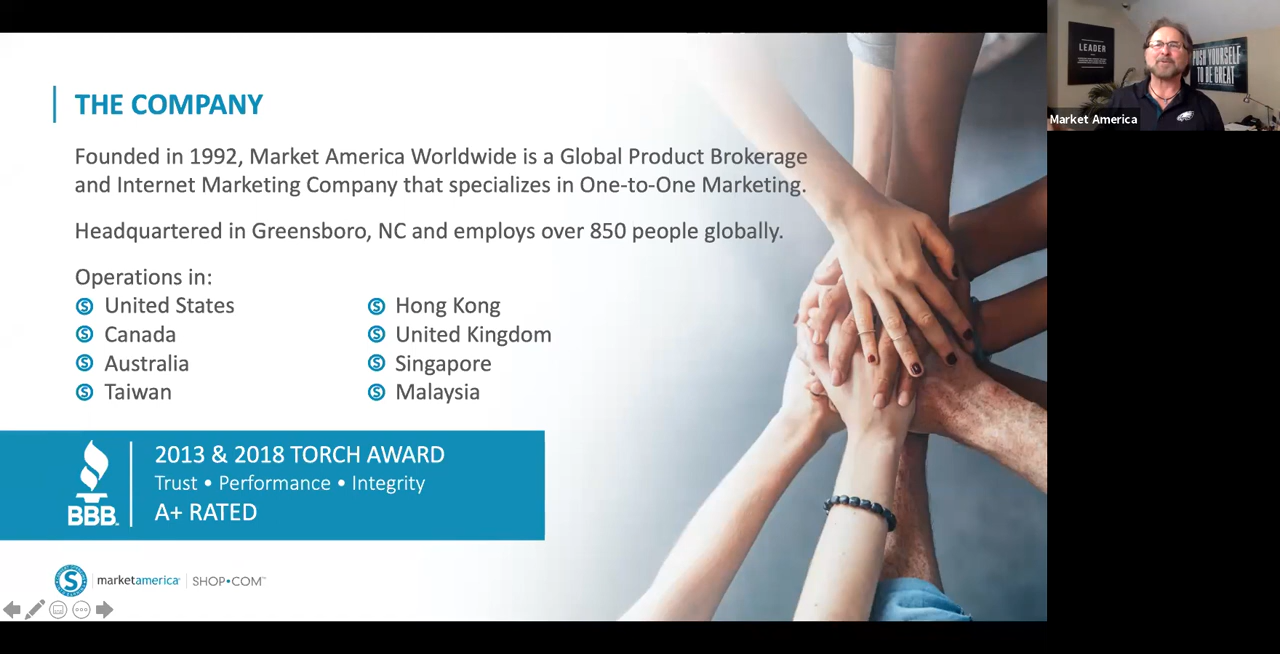 THE COMPANY
Founded in 1992, Market America Worldwide is a Global Product Brokerage
and Internet Marketing Company that specializes in One-to-One Marketing.
Headquartered in Greensboro, NC and employs over 850 people globally.
Operations in:
United States
Canada
Australia
Taiwan
Hong Kong
United Kingdom
Singapore
Malaysia
BBB
2013 & 2018 TORCH AWARD
Trust • Performance • Integrity
A+ RATED
marketamerica
SHOP•COM
LEADER
PUSH YOURSELF
TO BE GREAT
Market America